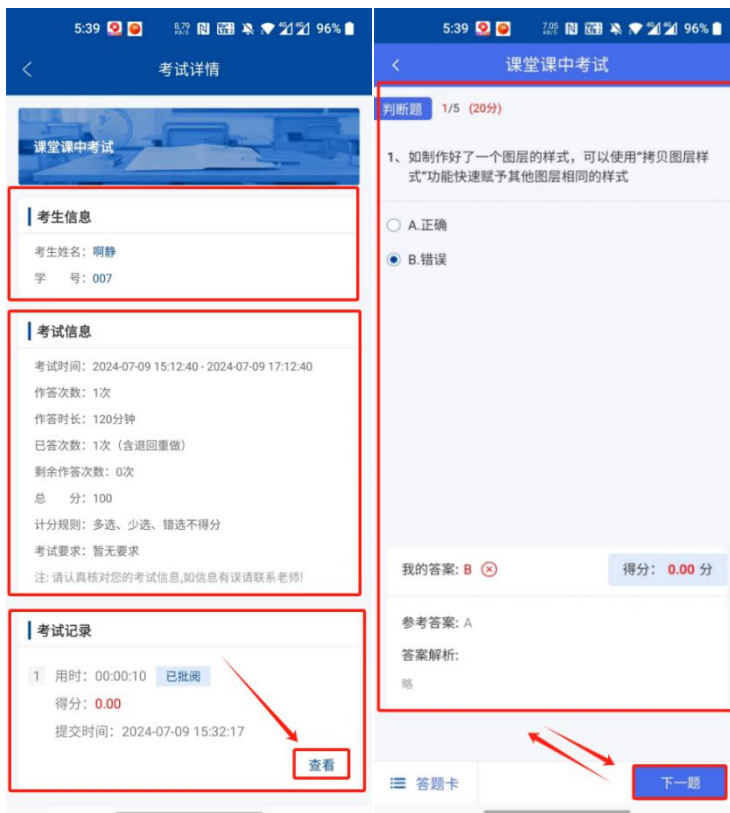 5:39 8.79 KB/S 96%
考试详情
课堂课中考试
考生信息
考生姓名：啊静
学 号：007
考试信息
考试时间：2024-07-09 15:12:40 - 2024-07-09 17:12:40
作答次数：1次
作答时长：120分钟
已答次数：1次（含退回重做）
剩余作答次数：0次
总 分：100
计分规则：多选、少选、错选不得分
考试要求：暂无要求
注:请认真核对您的考试信息,如信息有误请联系老师!
考试记录
1 用时：00:00:10 已批阅
得分：0.00
提交时间：2024-07-09 15:32:17
查看
5:39 7.05 KB/S 96%
课堂课中考试
判断题 1/5 (20分)
1、如制作好了一个图层的样式，可以使用“拷贝图层样
式”功能快速赋予其他图层相同的样式
A.正确
B.错误
我的答案: B 得分： 0.00 分
参考答案: A
答案解析:
略
答题卡 下一题